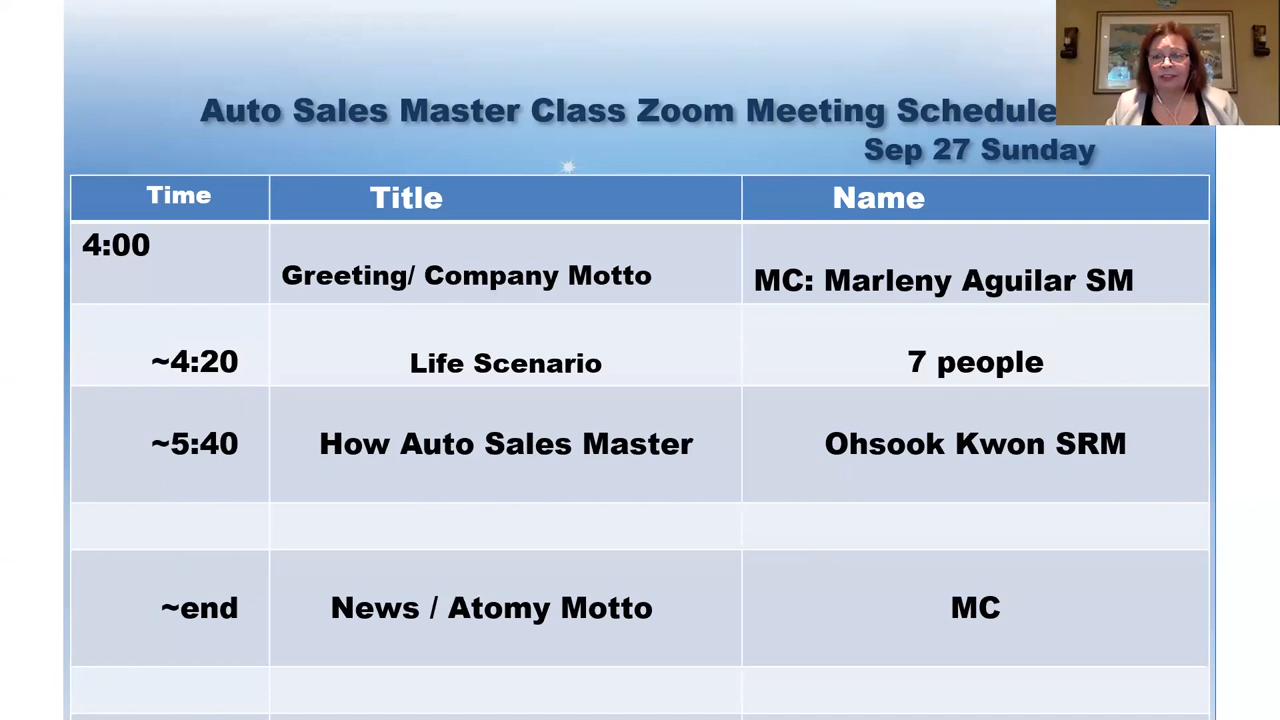 Auto Sales Master Class Zoom Meeting Schedule
Sep 27 Sunday
Time Title Name
4:00
Greeting/ Company Motto MC: Marleny Aguilar SM
~4:20 Life Scenario 7 people
~5:40 How Auto Sales Master Ohsook Kwon SRM
~end News / Atomy Motto MC